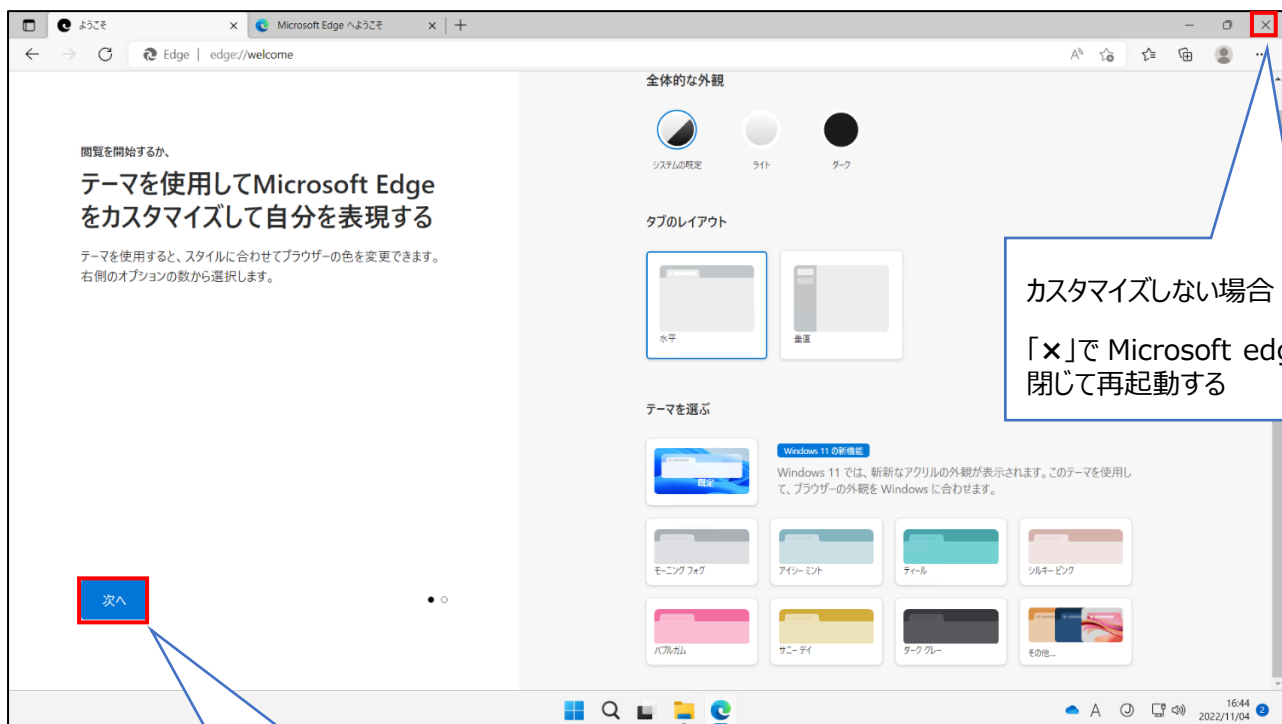 ようこそ
Microsoft Edge へようこそ
Edge | edge://welcome
閲覧を開始するか、
テーマを使用してMicrosoft Edge
をカスタマイズして自分を表現する
テーマを使用すると、スタイルに合わせてブラウザーの色を変更できます。
右側のオプションの数から選択します。
次へ
全体的な外観
システムの既定
ライト
ダーク
タブのレイアウト
水平
垂直
テーマを選ぶ
既定
Windows 11 の新機能
Windows 11 では、斬新なアクリルの外観が表示されます。このテーマを使用し
て、ブラウザーの外観を Windows に合わせます。
モーニング フォグ
アイシー ミント
ティール
シルキー ピンク
バブルガム
サニー デイ
ダーク グレー
その他...
カスタマイズしない場合
「×」で Microsoft edg
閉じて再起動する
A
16:44
2022/11/04
2